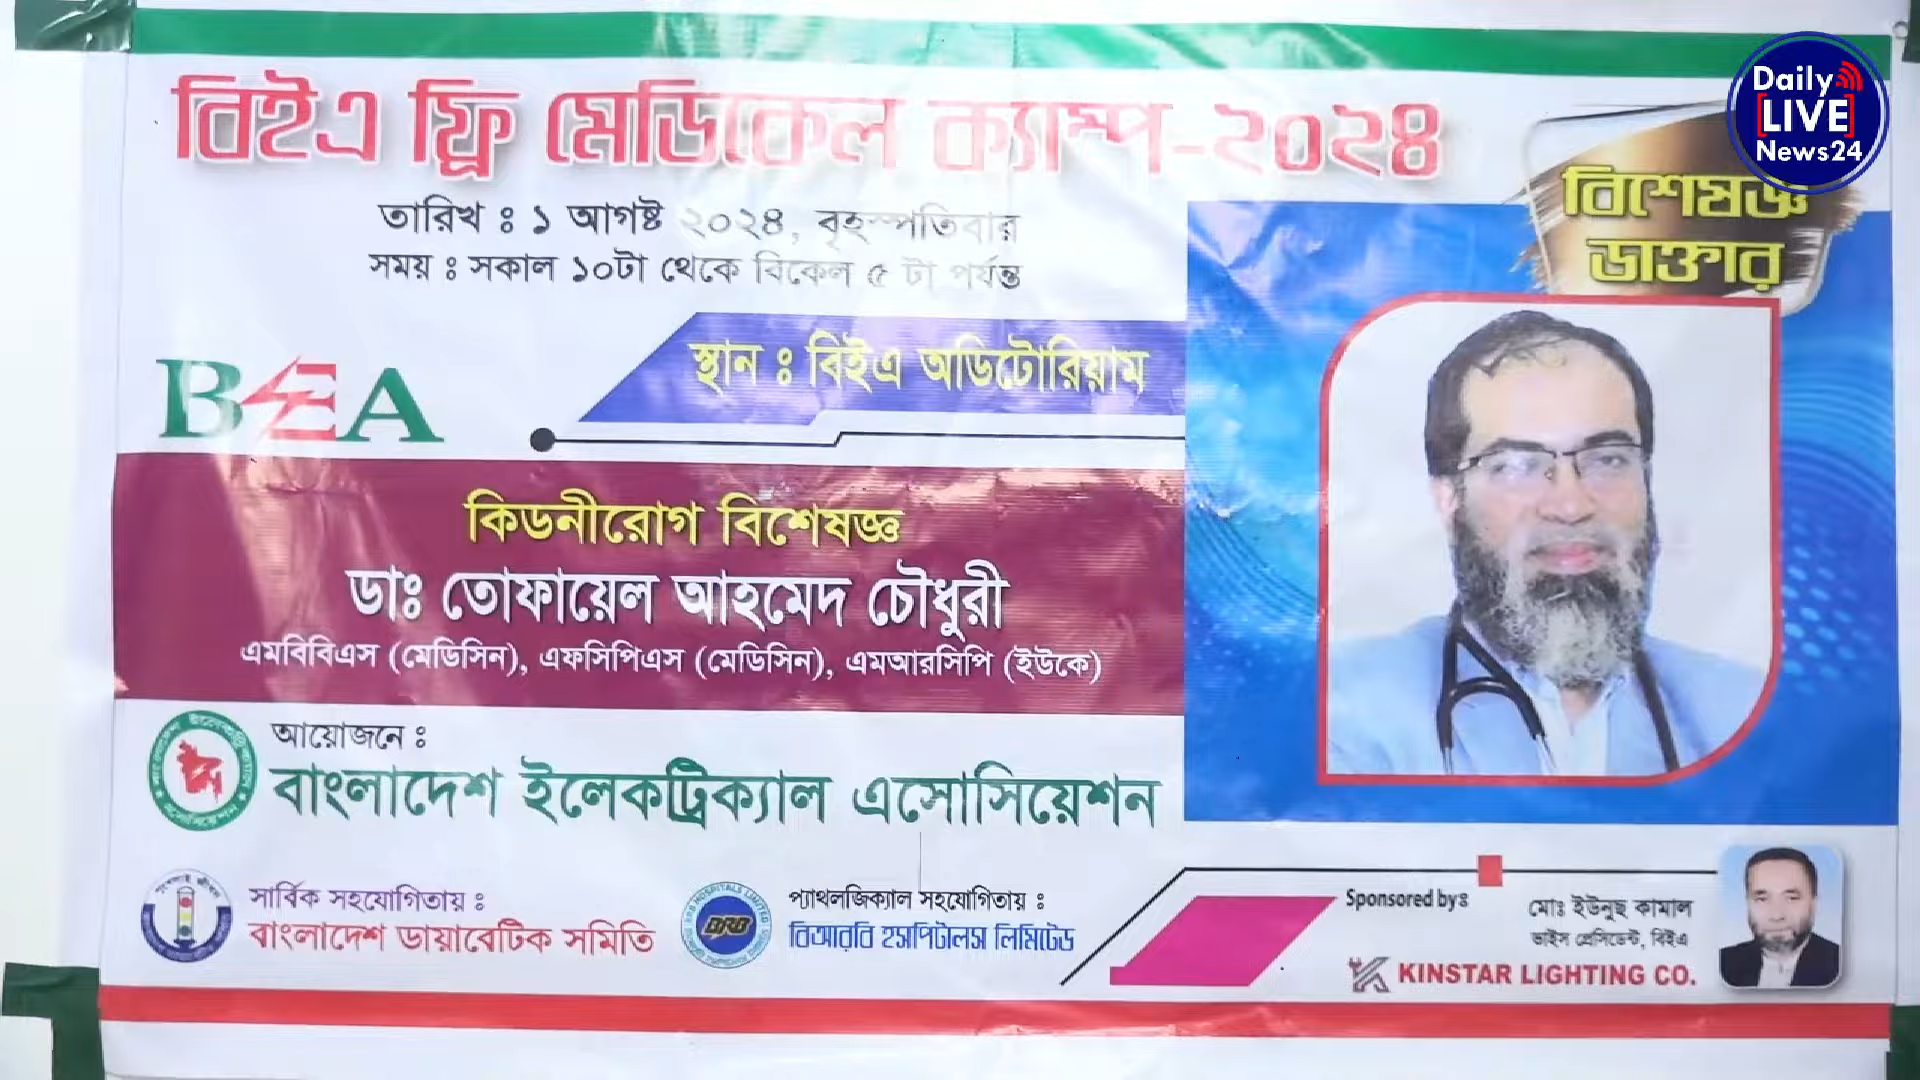 Daily
LIVE
News24
বিইএ ফ্রি মেডিকেল ক্যাম্প-২০২৪
তারিখ ঃ ১ আগষ্ট ২০২৪, বৃহস্পতিবার
সময় ঃ সকাল ১০টা থেকে বিকেল ৫ টা পর্যন্ত
বিশেষজ্ঞ
ডাক্তার
BEA
স্থান ঃ বিইএ অডিটোরিয়াম
কিডনীরোগ বিশেষজ্ঞ
ডাঃ তোফায়েল আহমেদ চৌধুরী
এমবিবিএস (মেডিসিন), এফসিপিএস (মেডিসিন), এমআরসিপি (ইউকে)
আয়োজনে ঃ
বাংলাদেশ ইলেকট্রিক্যাল এসোসিয়েশন
সার্বিক সহযোগিতায় ঃ
বাংলাদেশ ডায়াবেটিক সমিতি
BRB
প্যাথলজিক্যাল সহযোগিতায় ঃ
বিআরবি হসপিটালস লিমিটেড
Sponsored byঃ
মোঃ ইউনুছ কামাল
ভাইস প্রেসিডেন্ট, বিইএ
KINSTAR LIGHTING CO.